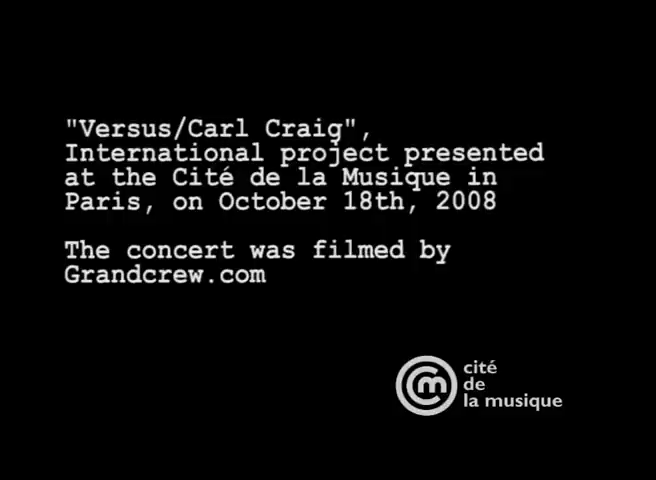 "Versus/Carl Craig",
International project presented
at the Cité de la Musique in
Paris, on October 18th, 2008
The concert was filmed by
Grandcrew.com
cm
cité
de
la musique